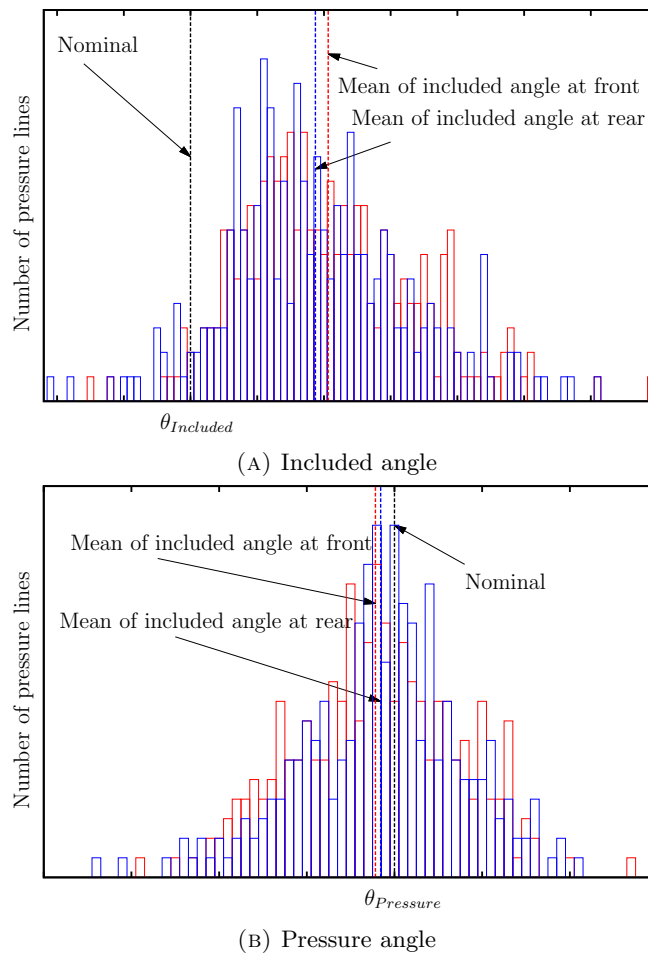 Nominal
Mean of included angle at front
Mean of included angle at rear
Number of pressure lines
θ_Included
(A) Included angle
Mean of included angle at front
Nominal
Mean of included angle at rear
Number of pressure lines
θ_Pressure
(B) Pressure angle